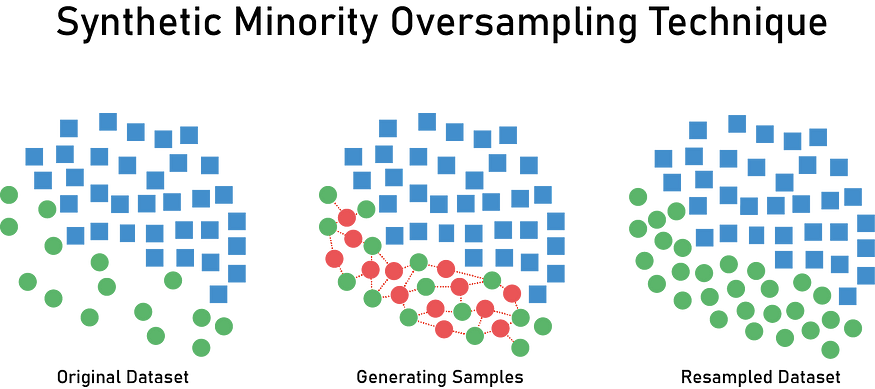 Synthetic Minority Oversampling Technique
Original Dataset
Generating Samples
Resampled Dataset